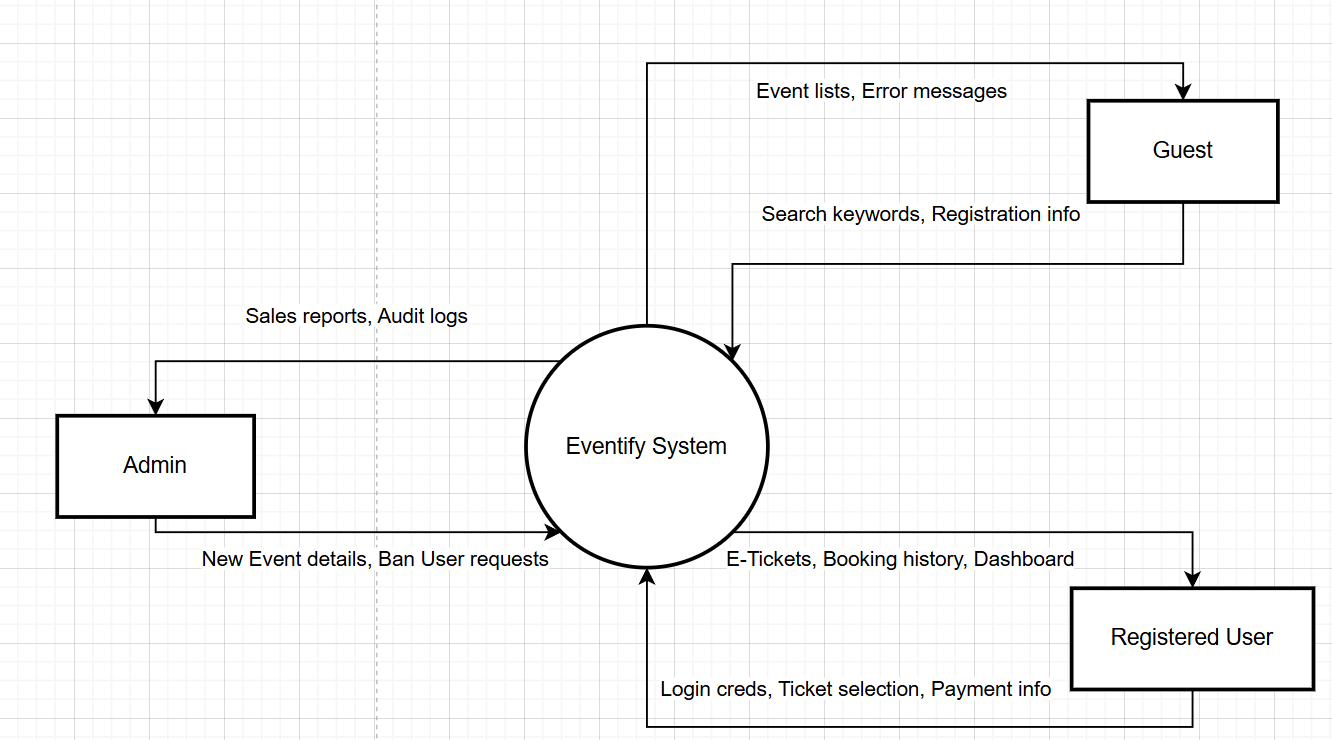 Event lists, Error messages
Guest
Search keywords, Registration info
Sales reports, Audit logs
Eventify System
Admin
New Event details, Ban User requests
E-Tickets, Booking history, Dashboard
Registered User
Login creds, Ticket selection, Payment info